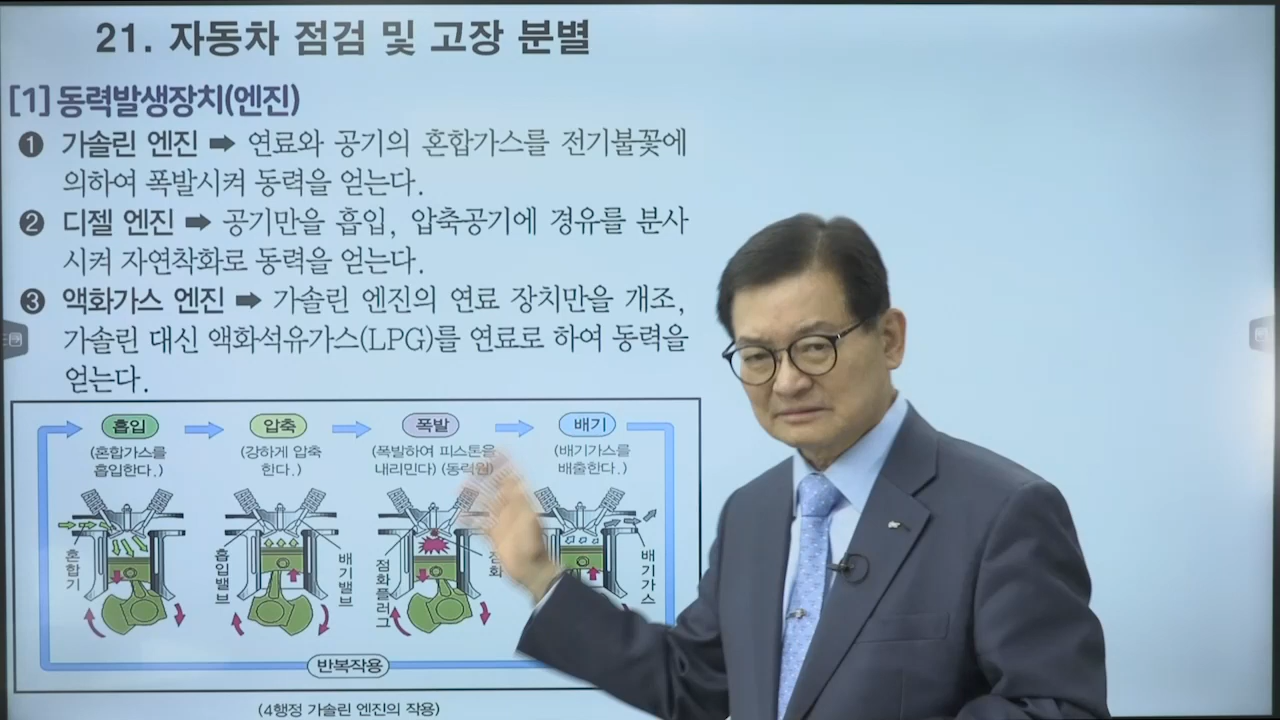 21. 자동차 점검 및 고장 분별
[1] 동력발생장치(엔진)
❶ 가솔린 엔진 ➡ 연료와 공기의 혼합가스를 전기불꽃에
의하여 폭발시켜 동력을 얻는다.
❷ 디젤 엔진 ➡ 공기만을 흡입, 압축공기에 경유를 분사
시켜 자연착화로 동력을 얻는다.
❸ 액화가스 엔진 ➡ 가솔린 엔진의 연료 장치만을 개조,
가솔린 대신 액화석유가스(LPG)를 연료로 하여 동력을
얻는다.
흡입 압축 폭발 배기
(혼합가스를 (강하게 압축 (폭발하여 피스톤을 (배기가스를
흡입한다.) 한다.) 내리민다) (동력원) 배출한다.)
혼합기
흡입밸브
배기밸브
점화플러그
점화
배기가스
반복작용
(4행정 가솔린 엔진의 작용)